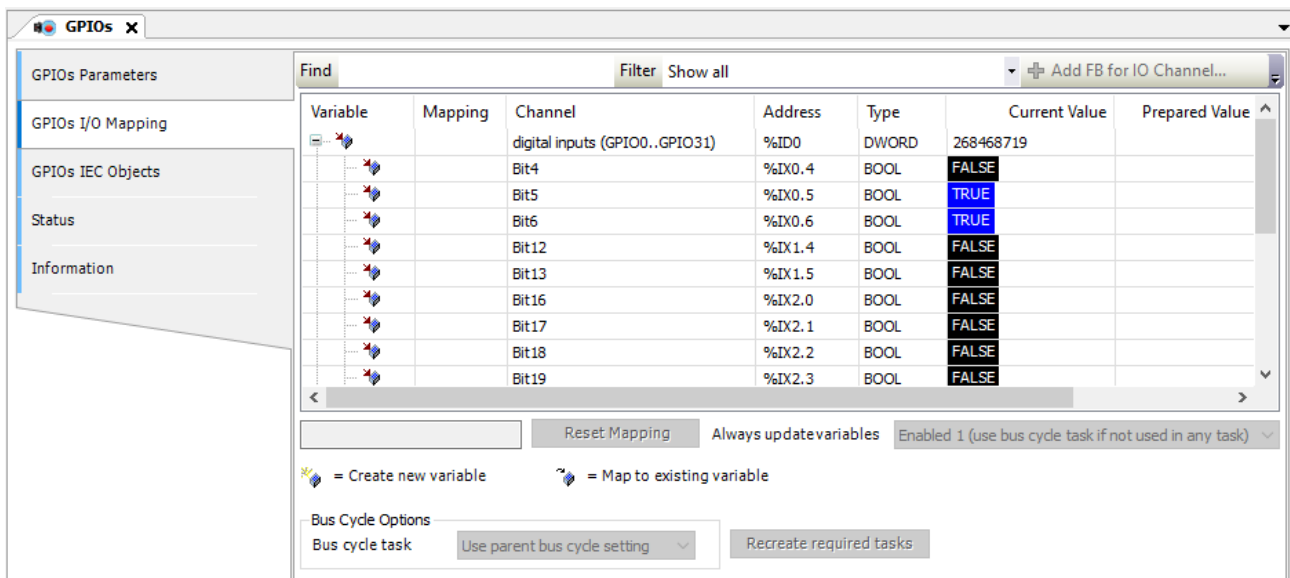 GPIOs X
GPIOs Parameters
GPIOs I/O Mapping
GPIOs IEC Objects
Status
Information
Find Filter Show all Add FB for IO Channel...
Variable Mapping Channel Address Type Current Value Prepared Value
digital inputs (GPIO0..GPIO31) %ID0 DWORD 268468719
Bit4 %IX0.4 BOOL FALSE
Bit5 %IX0.5 BOOL TRUE
Bit6 %IX0.6 BOOL TRUE
Bit12 %IX1.4 BOOL FALSE
Bit13 %IX1.5 BOOL FALSE
Bit16 %IX2.0 BOOL FALSE
Bit17 %IX2.1 BOOL FALSE
Bit18 %IX2.2 BOOL FALSE
Bit19 %IX2.3 BOOL FALSE
Reset Mapping Always update variables Enabled 1 (use bus cycle task if not used in any task)
= Create new variable = Map to existing variable
Bus Cycle Options
Bus cycle task Use parent bus cycle setting Recreate required tasks